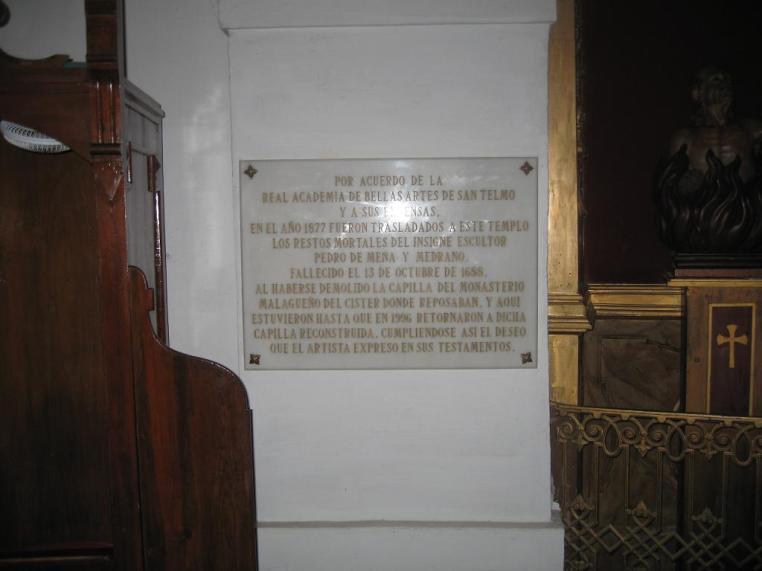 POR ACUERDO DE LA
REAL ACADEMIA DE BELLAS ARTES DE SAN TELMO
Y A SUS EXPENSAS,
EN EL AÑO 1877 FUERON TRASLADADOS A ESTE TEMPLO
LOS RESTOS MORTALES DEL INSIGNE ESCULTOR
PEDRO DE MENA Y MEDRANO,
FALLECIDO EL 13 DE OCTUBRE DE 1688,
AL HABERSE DEMOLIDO LA CAPILLA DEL MONASTERIO
MALAGUEÑO DEL CISTER DONDE REPOSABAN, Y AQUI
ESTUVIERON HASTA QUE EN 1996 RETORNARON A DICHA
CAPILLA RECONSTRUIDA, CUMPLIENDOSE ASI EL DESEO
QUE EL ARTISTA EXPRESO EN SUS TESTAMENTOS.